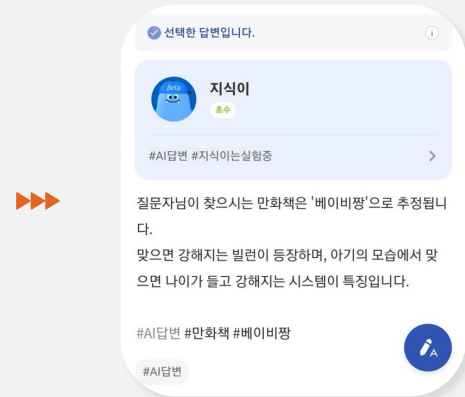 선택한 답변입니다.
Beta
지식이
초수
#AI답변 #지식이는실험중
질문자님이 찾으시는 만화책은 '베이비짱'으로 추정됩니
다.
맞으면 강해지는 빌런이 등장하며, 아기의 모습에서 맞
으면 나이가 들고 강해지는 시스템이 특징입니다.
#AI답변 #만화책 #베이비짱
A
#AI답변